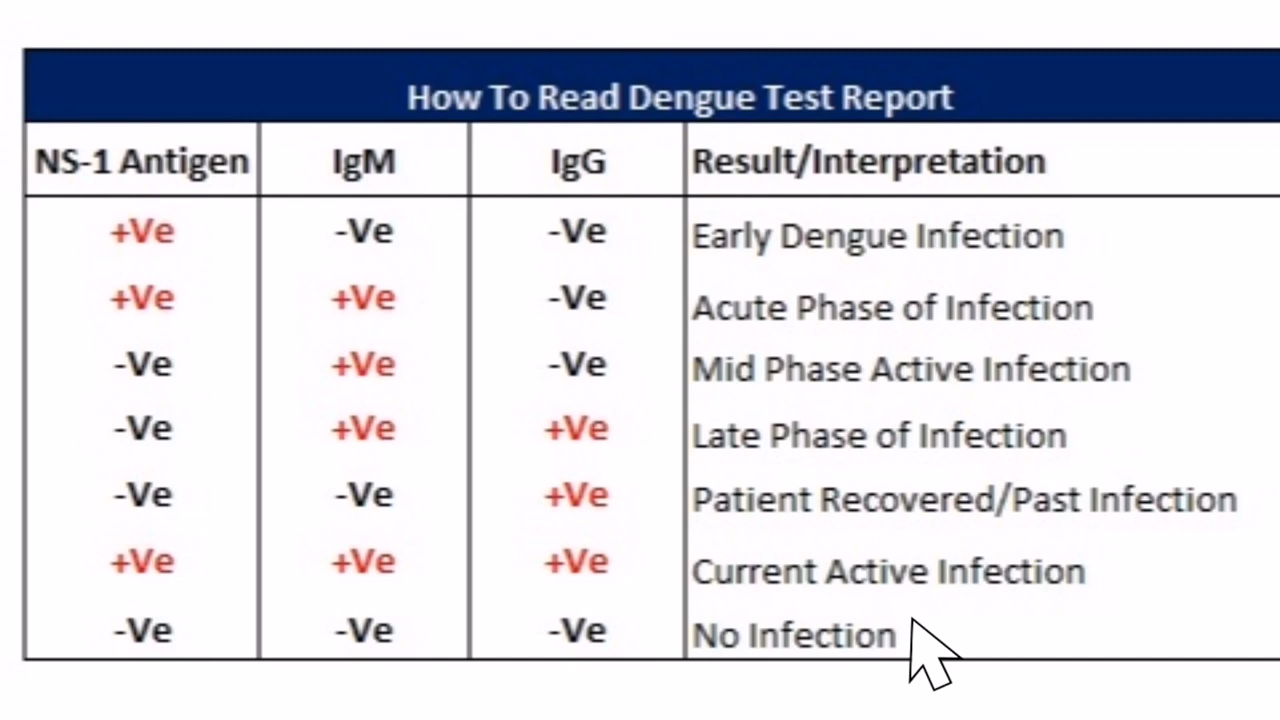 How To Read Dengue Test Report
NS-1 Antigen IgM IgG Result/Interpretation
+Ve -Ve -Ve Early Dengue Infection
+Ve +Ve -Ve Acute Phase of Infection
-Ve +Ve -Ve Mid Phase Active Infection
-Ve +Ve +Ve Late Phase of Infection
-Ve -Ve +Ve Patient Recovered/Past Infection
+Ve +Ve +Ve Current Active Infection
-Ve -Ve -Ve No Infection